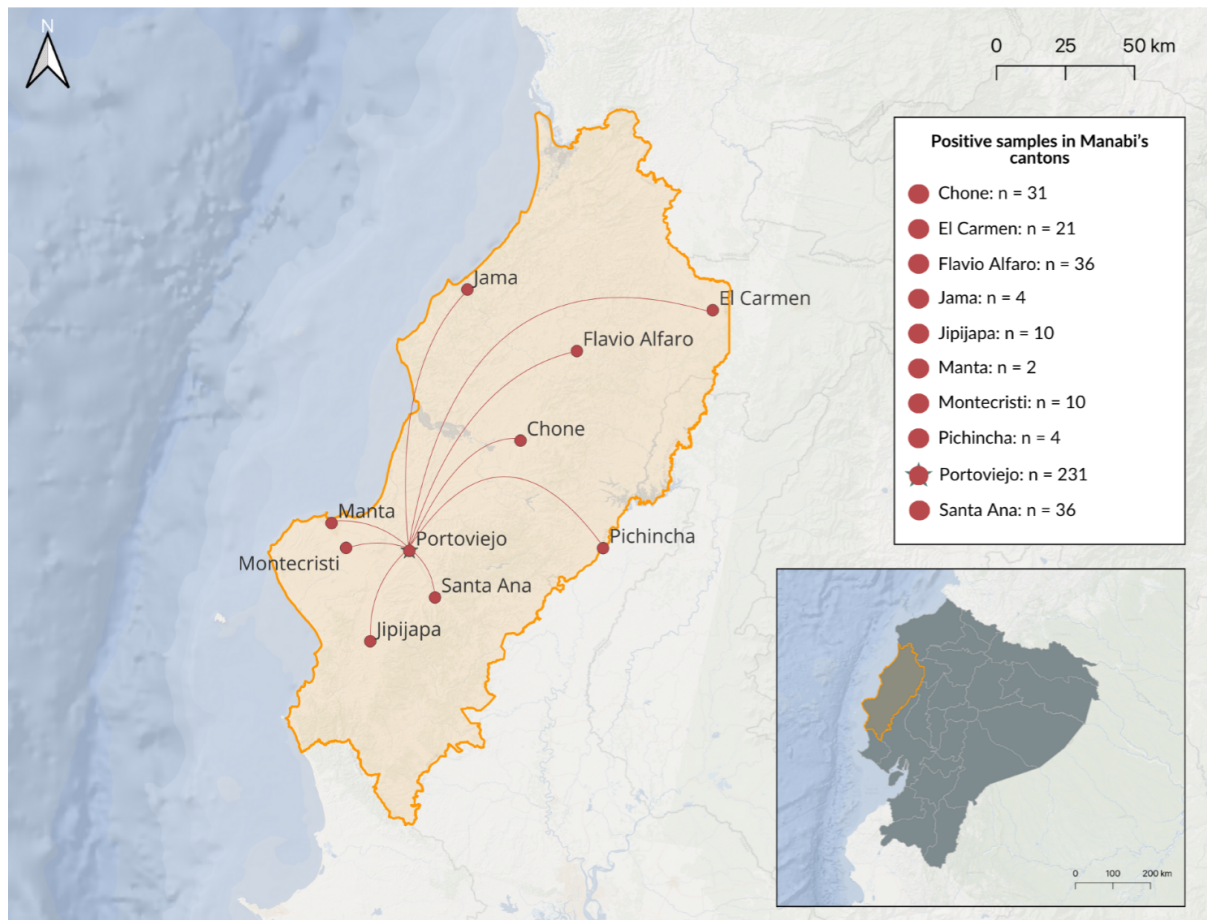 N
0 25 50 km
Positive samples in Manabi's
cantons
Chone: n = 31
El Carmen: n = 21
Flavio Alfaro: n = 36
Jama: n = 4
Jipijapa: n = 10
Manta: n = 2
Montecristi: n = 10
Pichincha: n = 4
Portoviejo: n = 231
Santa Ana: n = 36
Jama
El Carmen
Flavio Alfaro
Chone
Manta
Portoviejo
Pichincha
Montecristi
Santa Ana
Jipijapa
0 100 200 km